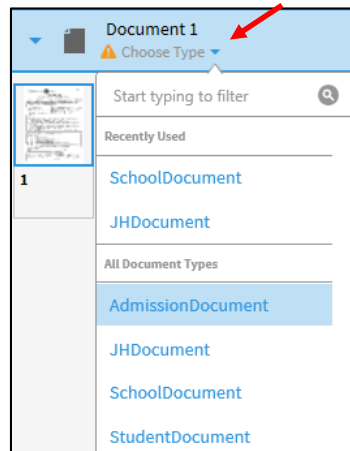 Document 1
Choose Type
Start typing to filter
Recently Used
1
SchoolDocument
JHDocument
All Document Types
AdmissionDocument
JHDocument
SchoolDocument
StudentDocument